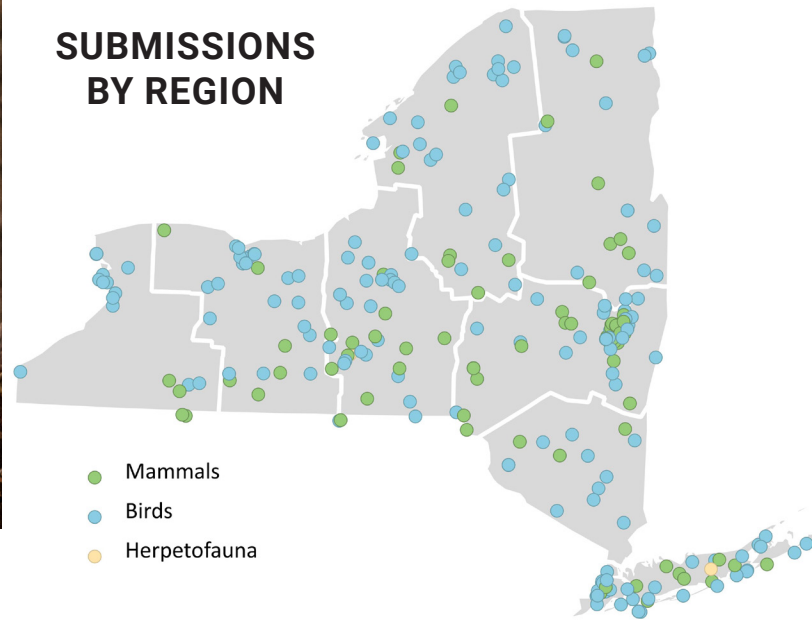 SUBMISSIONS
BY REGION
Mammals
Birds
Herpetofauna